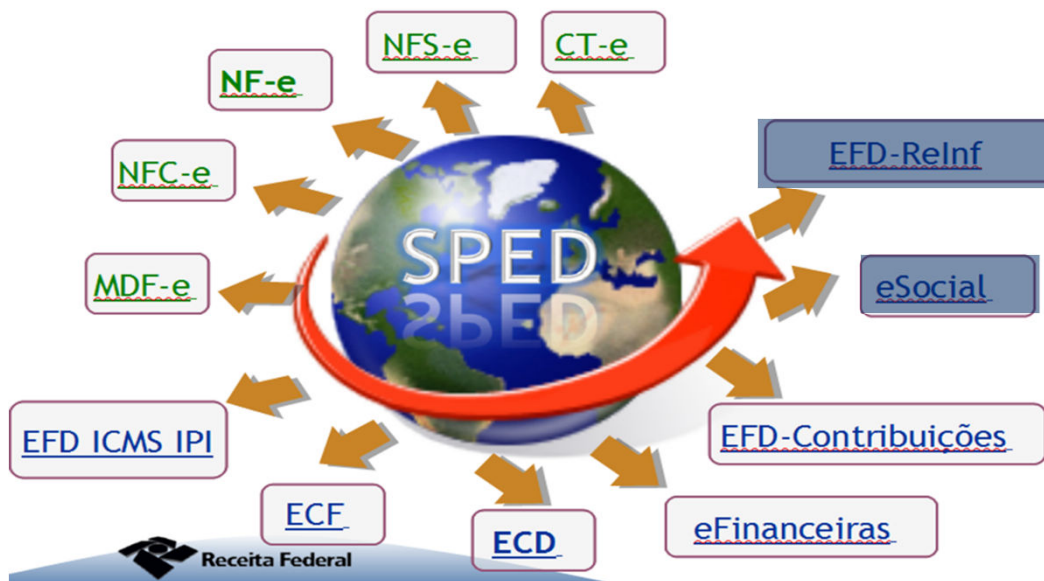 NFS-e
CT-e
NF-e
EFD-ReInf
NFC-e
SPED
MDF-e
eSocial
EFD ICMS IPI
EFD-Contribuições
ECF
ECD
eFinanceiras
Receita Federal